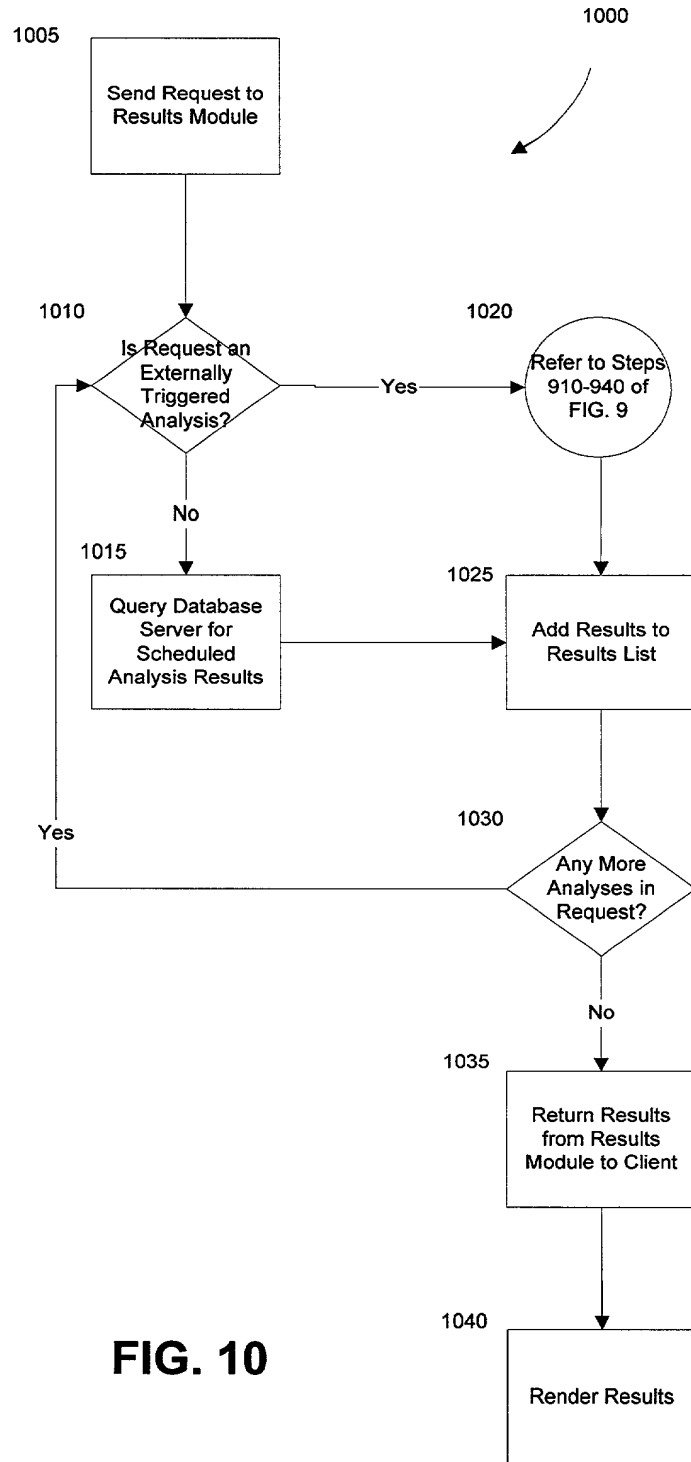 1005
1000
Send Request to
Results Module
1010
1020
Is Request an
Externally
Triggered
Analysis?
Yes
Refer to Steps
910-940 of
FIG. 9
No
1015
1025
Query Database
Server for
Scheduled
Analysis Results
Add Results to
Results List
Yes
1030
Any More
Analyses in
Request?
No
1035
Return Results
from Results
Module to Client
1040
FIG. 10
Render Results